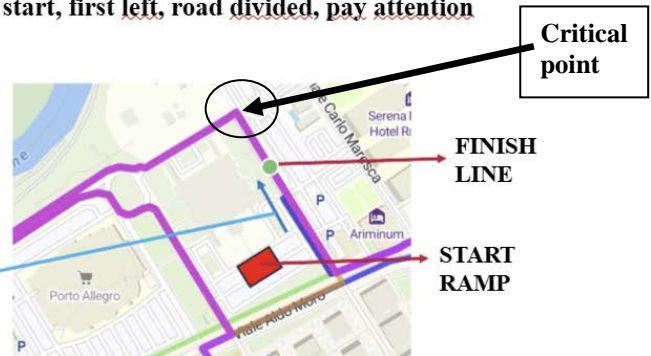 start, first left, road divided, pay attention
Critical
point
ale Carlo Maresca
Serena
Hotel
FINISH
LINE
P
P
Ariminum
START
RAMP
Porto Allegro
Viale Aldo Moro
P